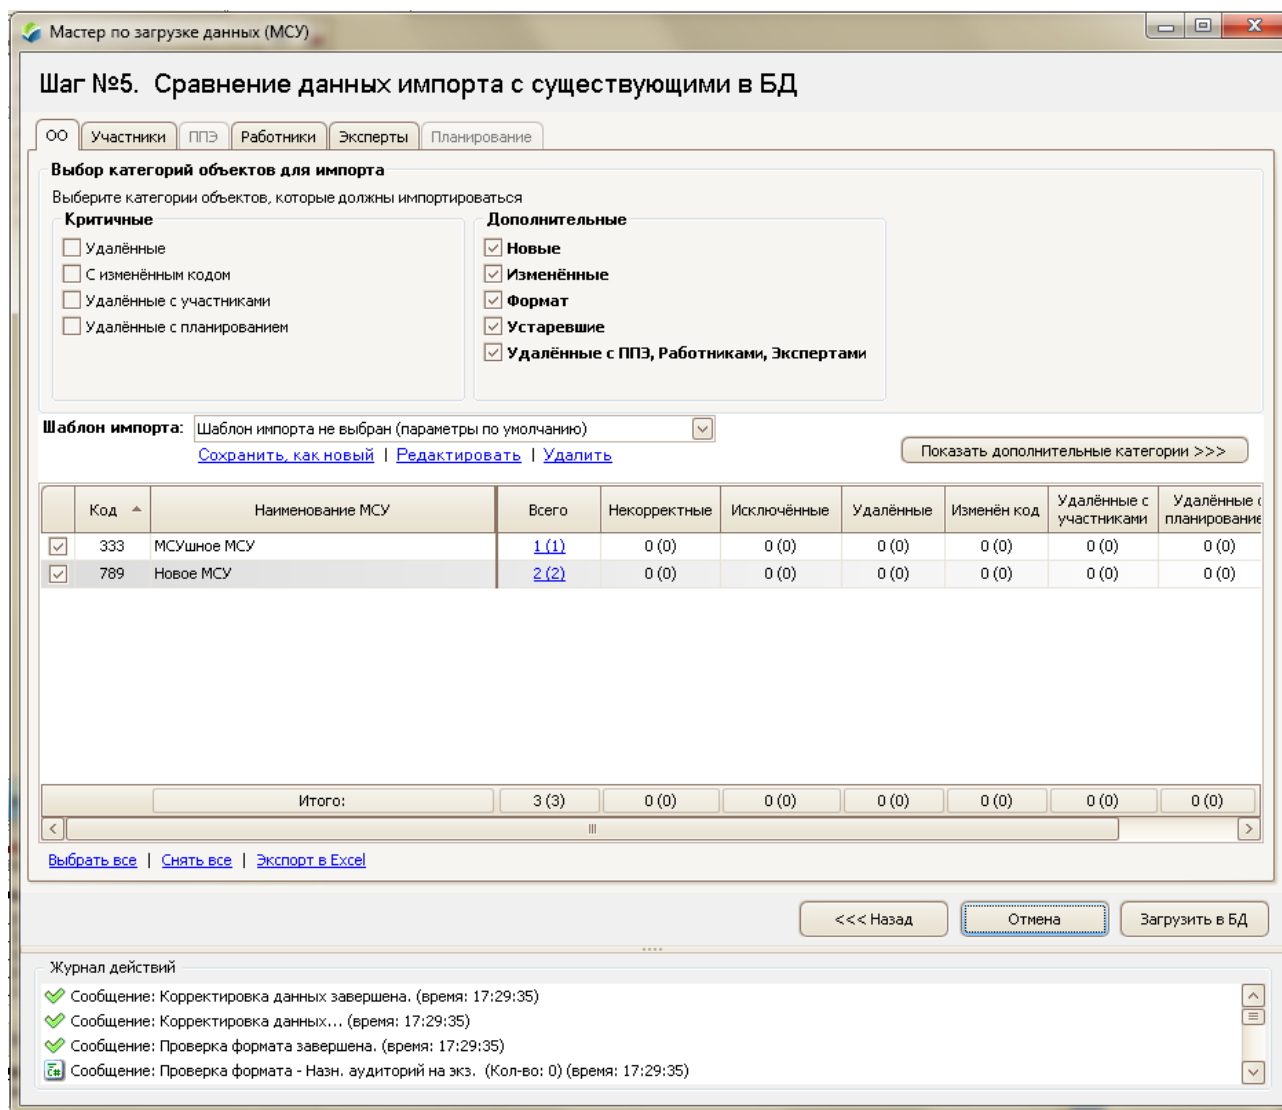 Мастер по загрузке данных (МСУ)
Шаг №5. Сравнение данных импорта с существующими в БД
ОО Участники ППЭ Работники Эксперты Планирование
Выбор категорий объектов для импорта
Выберите категории объектов, которые должны импортироваться
Критичные
Удалённые
С изменённым кодом
Удалённые с участниками
Удалённые с планированием
Дополнительные
Новые
Изменённые
Формат
Устаревшие
Удалённые с ППЭ, Работниками, Экспертами
Шаблон импорта: Шаблон импорта не выбран (параметры по умолчанию)
Сохранить, как новый | Редактировать | Удалить
Показать дополнительные категории >>>
Код Наименование МСУ Всего Некорректные Исключённые Удалённые Изменён код Удалённые с участниками Удалённые с планирование
333 МСУшное МСУ 1 (1) 0 (0) 0 (0) 0 (0) 0 (0) 0 (0) 0 (0)
789 Новое МСУ 2 (2) 0 (0) 0 (0) 0 (0) 0 (0) 0 (0) 0 (0)
Итого: 3 (3) 0 (0) 0 (0) 0 (0) 0 (0) 0 (0) 0 (0)
Выбрать все | Снять все | Экспорт в Excel
<<< Назад Отмена Загрузить в БД
Журнал действий
Сообщение: Корректировка данных завершена. (время: 17:29:35)
Сообщение: Корректировка данных... (время: 17:29:35)
Сообщение: Проверка формата завершена. (время: 17:29:35)
Сообщение: Проверка формата - Назн. аудиторий на экз. (Кол-во: 0) (время: 17:29:35)